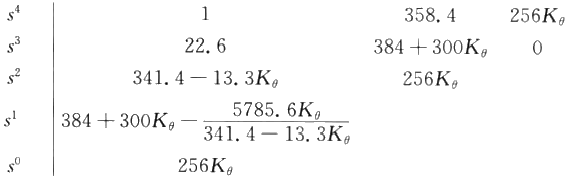 s⁴ 1 358.4 256K_θ
s³ 22.6 384+300K_θ 0
s² 341.4−13.3K_θ 256K_θ
s¹ 384+300K_θ−\frac{5785.6K_θ}{341.4−13.3K_θ}
s⁰ 256K_θ